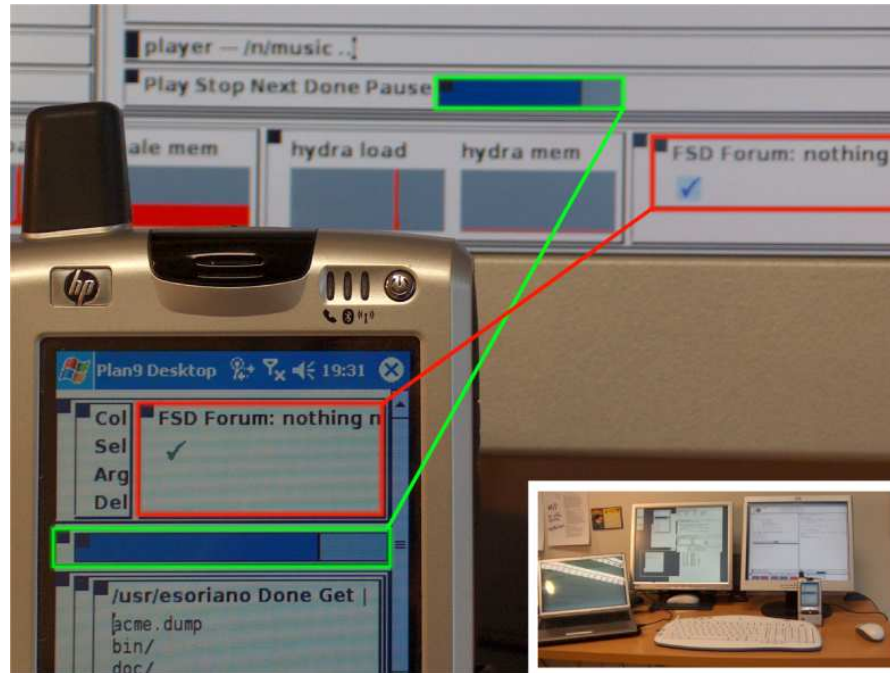 player — /n/music ..
Play Stop Next Done Pause
ale mem
hydra load
hydra mem
FSD Forum: nothing
hp
Plan9 Desktop
19:31
Col
Sel
Arg
Del
FSD Forum: nothing n
/usr/esoriano Done Get |
acme.dump
bin/
doc/